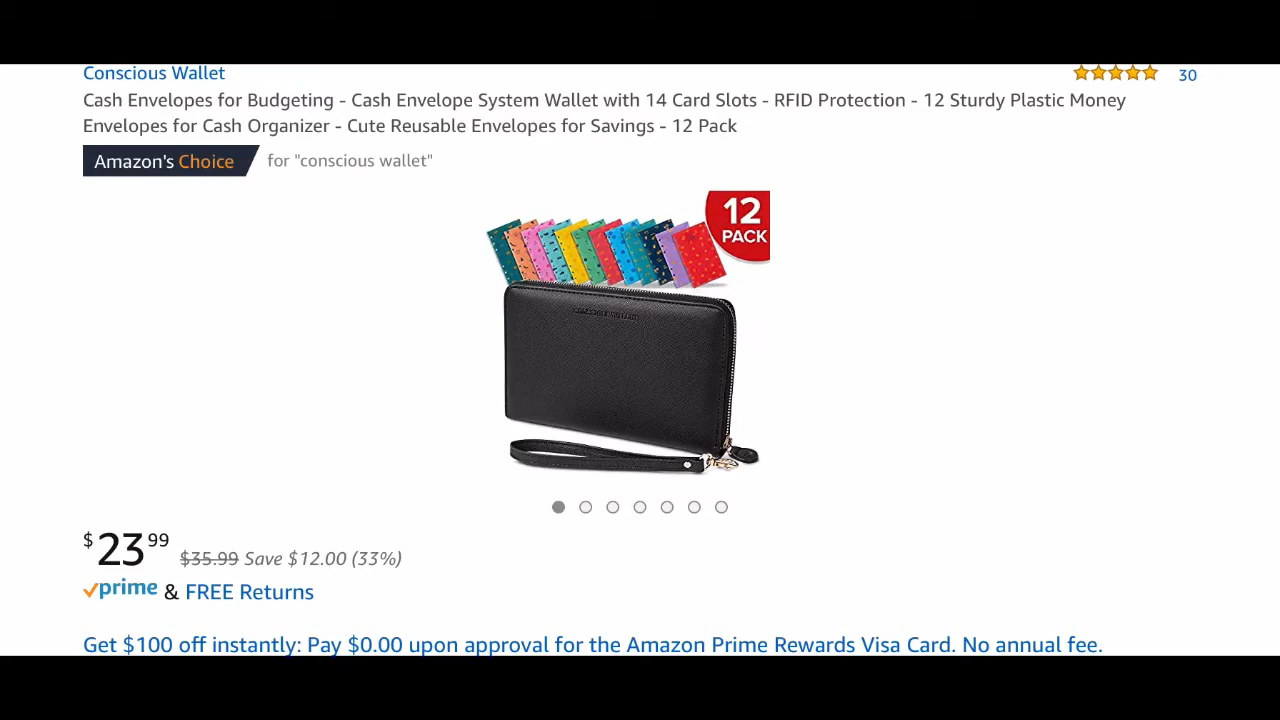 Conscious Wallet
30
Cash Envelopes for Budgeting - Cash Envelope System Wallet with 14 Card Slots - RFID Protection - 12 Sturdy Plastic Money
Envelopes for Cash Organizer - Cute Reusable Envelopes for Savings - 12 Pack
Amazon's Choice for "conscious wallet"
12
PACK
CONSCIOUS WALLET
$23.99 $35.99 Save $12.00 (33%)
prime & FREE Returns
Get $100 off instantly: Pay $0.00 upon approval for the Amazon Prime Rewards Visa Card. No annual fee.